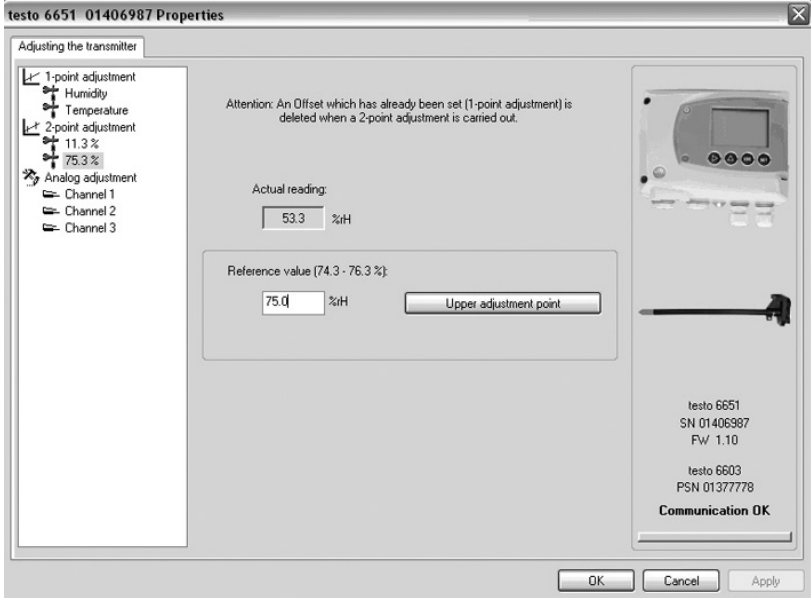 testo 6651 01406987 Properties
Adjusting the transmitter
1-point adjustment
Humidity
Temperature
2-point adjustment
11.3 %
75.3 %
Analog adjustment
Channel 1
Channel 2
Channel 3
Attention: An Offset which has already been set (1-point adjustment) is
deleted when a 2-point adjustment is carried out.
Actual reading:
53.3 %rH
Reference value (74.3 - 76.3 %):
75.0 %rH Upper adjustment point
testo 6651
SN 01406987
FW 1.10
testo 6603
PSN 01377778
Communication OK
OK Cancel Apply